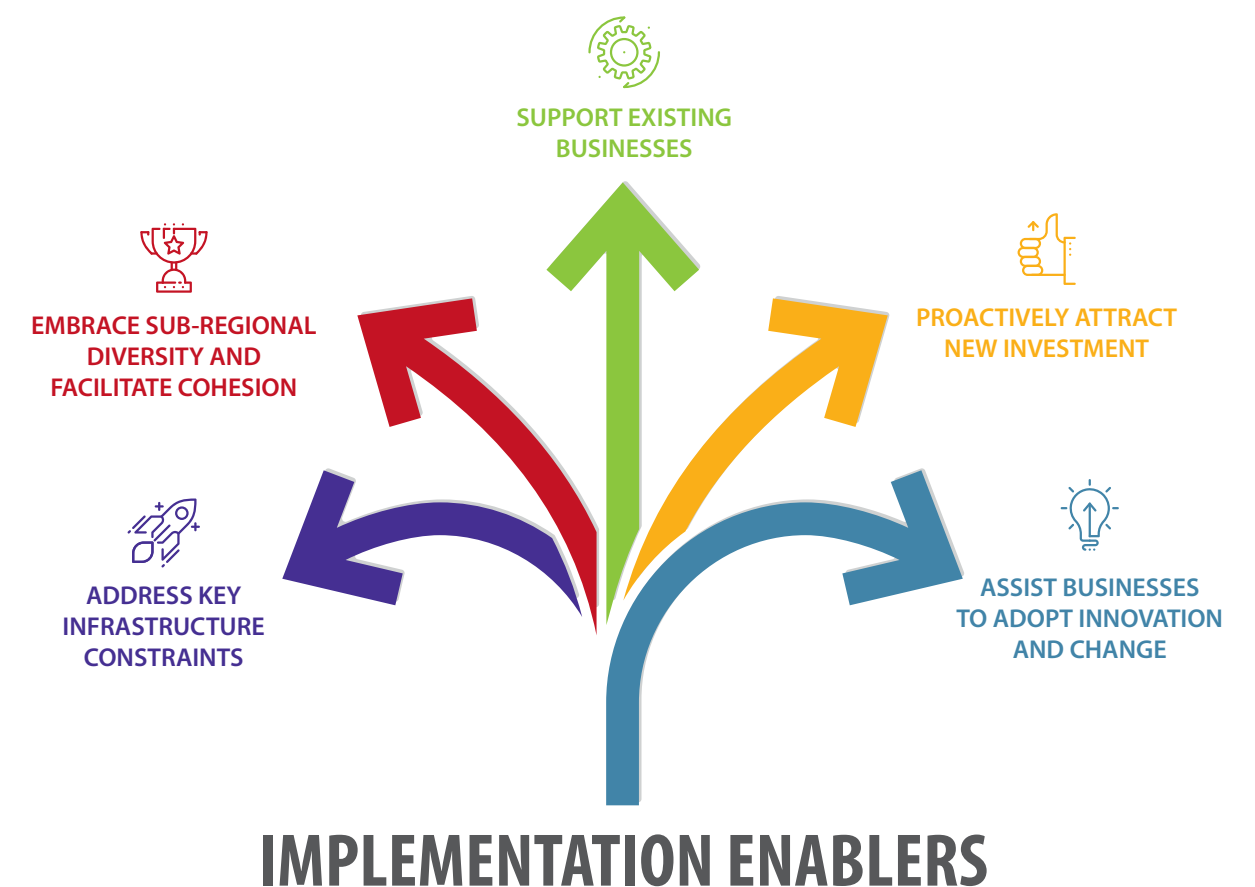 SUPPORT EXISTING
BUSINESSES
EMBRACE SUB-REGIONAL
DIVERSITY AND
FACILITATE COHESION
PROACTIVELY ATTRACT
NEW INVESTMENT
ADDRESS KEY
INFRASTRUCTURE
CONSTRAINTS
ASSIST BUSINESSES
TO ADOPT INNOVATION
AND CHANGE
IMPLEMENTATION ENABLERS